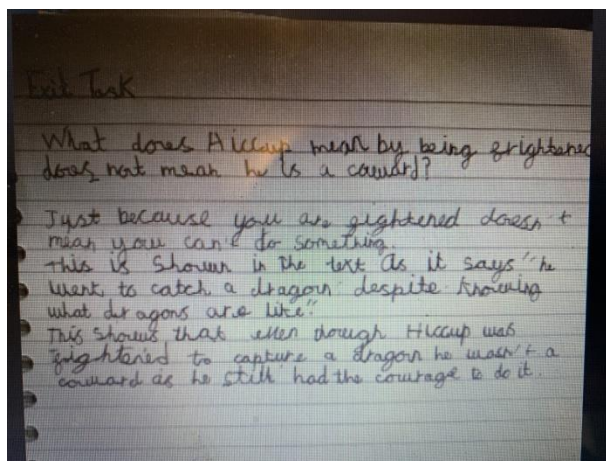 Exit Task
What does Hiccup mean by being frightened
does not mean he is a coward?
Just because you are fightened doesn't
mean you can't do something.
This is shown in the text as it says "he
went to catch a dragon despite knowing
what dragons are like."
This shows that even though Hiccup was
frightened to capture a dragon he wasn't a
couward as he still had the courage to do it.